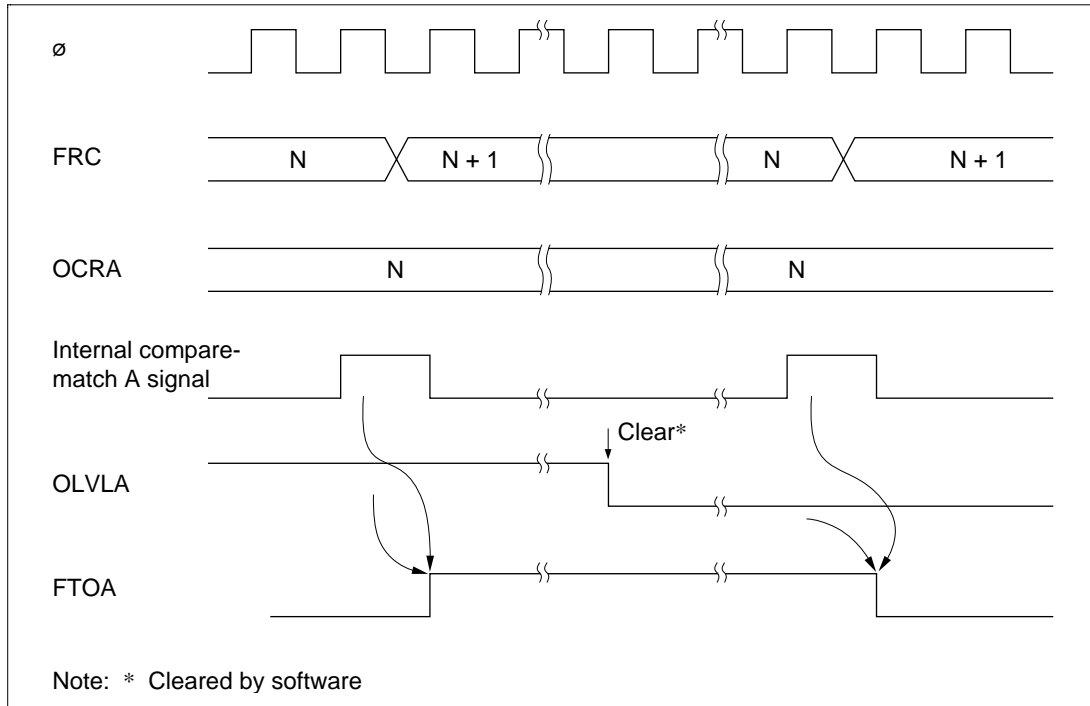 ø
FRC
N
N + 1
N
N + 1
OCRA
N
N
Internal compare-
match A signal
Clear*
OLVLA
FTOA
Note: * Cleared by software